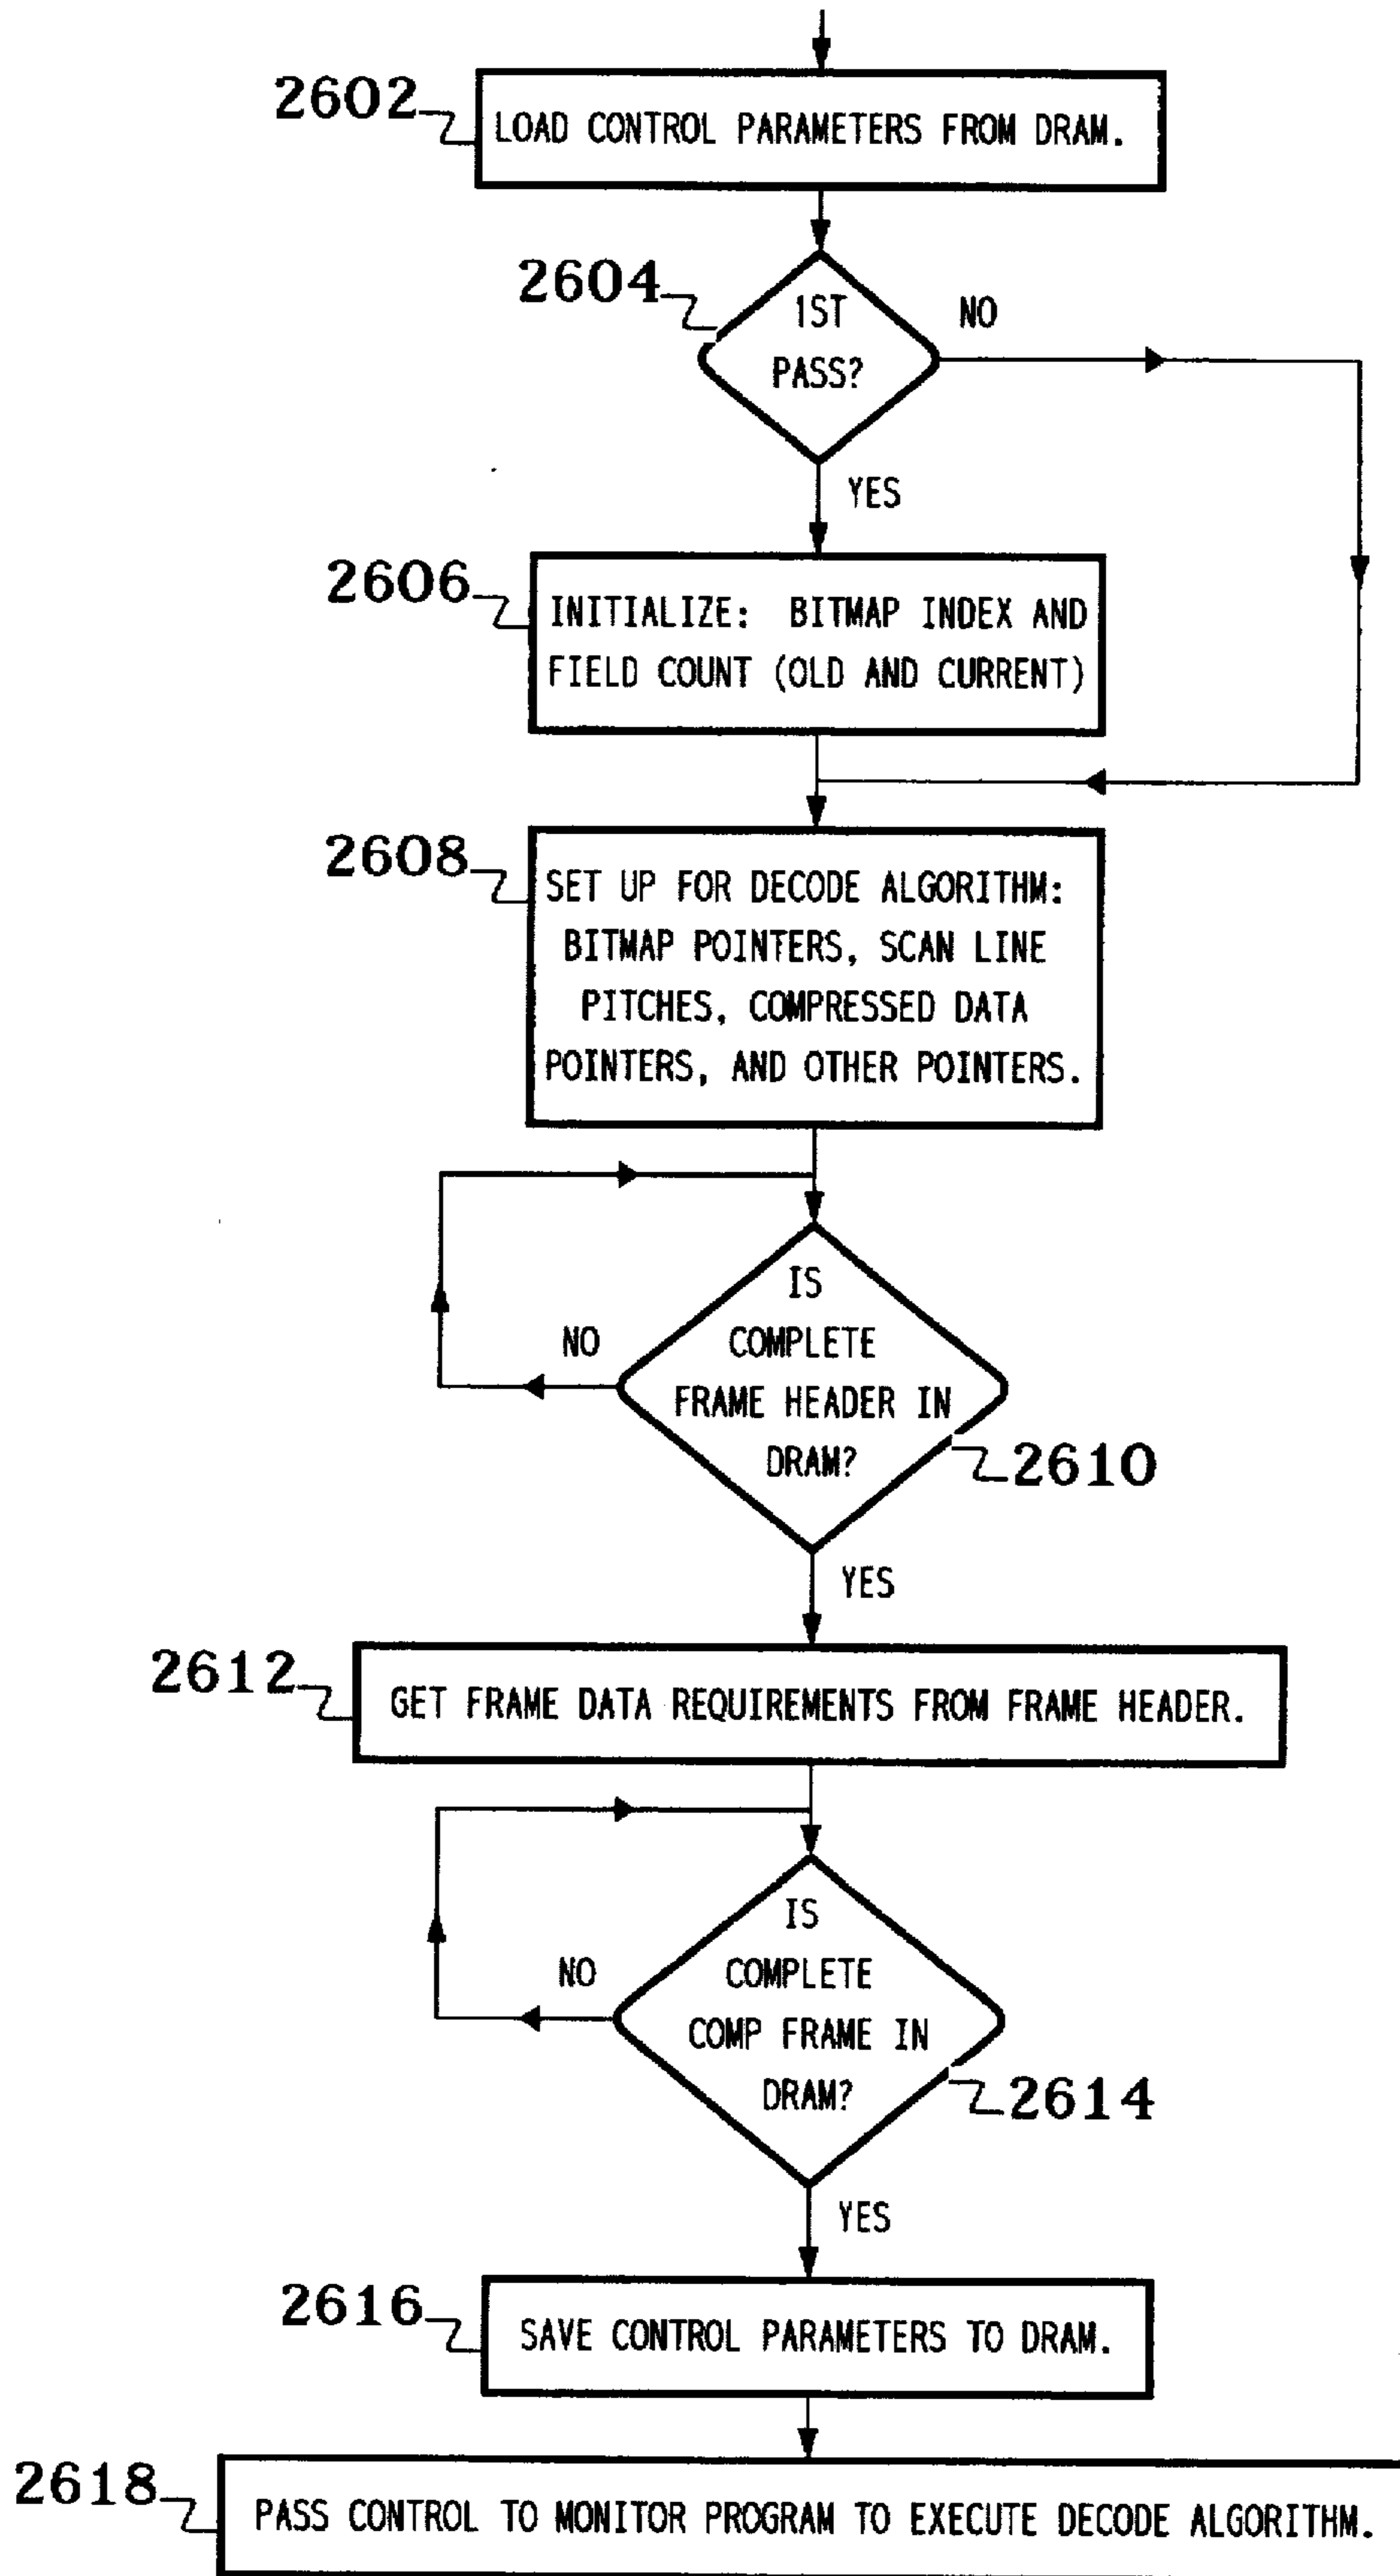 2602
LOAD CONTROL PARAMETERS FROM DRAM.
2604
1ST
PASS?
NO
YES
2606
INITIALIZE: BITMAP INDEX AND
FIELD COUNT (OLD AND CURRENT)
2608
SET UP FOR DECODE ALGORITHM:
BITMAP POINTERS, SCAN LINE
PITCHES, COMPRESSED DATA
POINTERS, AND OTHER POINTERS.
IS
COMPLETE
FRAME HEADER IN
DRAM?
NO
2610
YES
2612
GET FRAME DATA REQUIREMENTS FROM FRAME HEADER.
IS
COMPLETE
COMP FRAME IN
DRAM?
NO
2614
YES
2616
SAVE CONTROL PARAMETERS TO DRAM.
2618
PASS CONTROL TO MONITOR PROGRAM TO EXECUTE DECODE ALGORITHM.